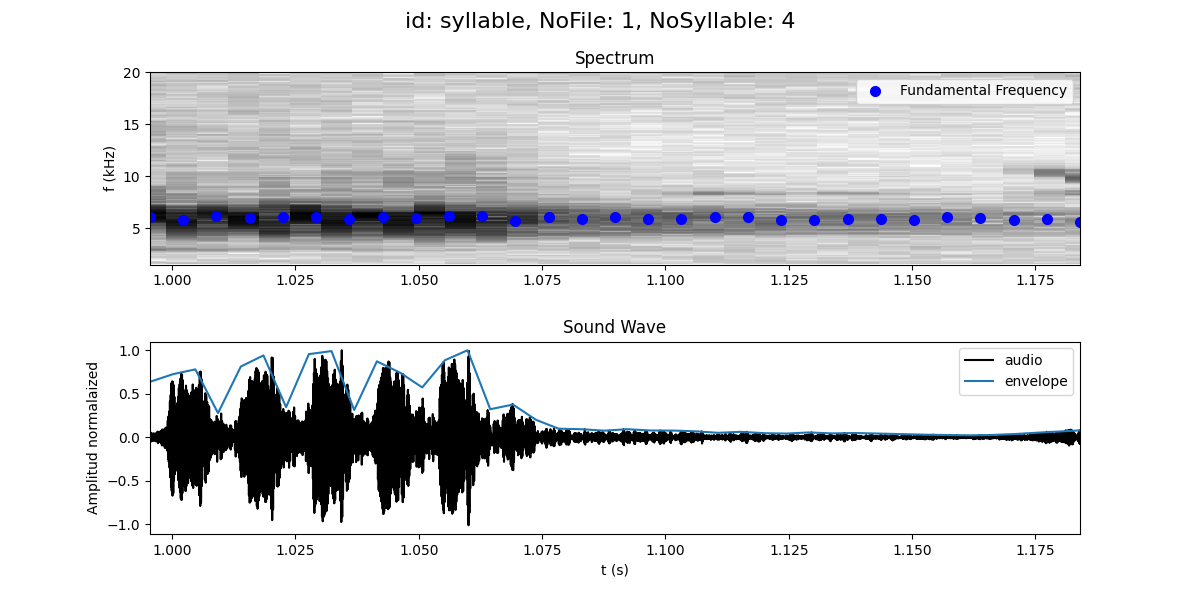 id: syllable, NoFile: 1, NoSyllable: 4
Spectrum
20
15
10
5
f (kHz)
Fundamental Frequency
1.000 1.025 1.050 1.075 1.100 1.125 1.150 1.175
Sound Wave
1.0
0.5
0.0
−0.5
−1.0
Amplitud normalaized
audio
envelope
1.000 1.025 1.050 1.075 1.100 1.125 1.150 1.175
t (s)